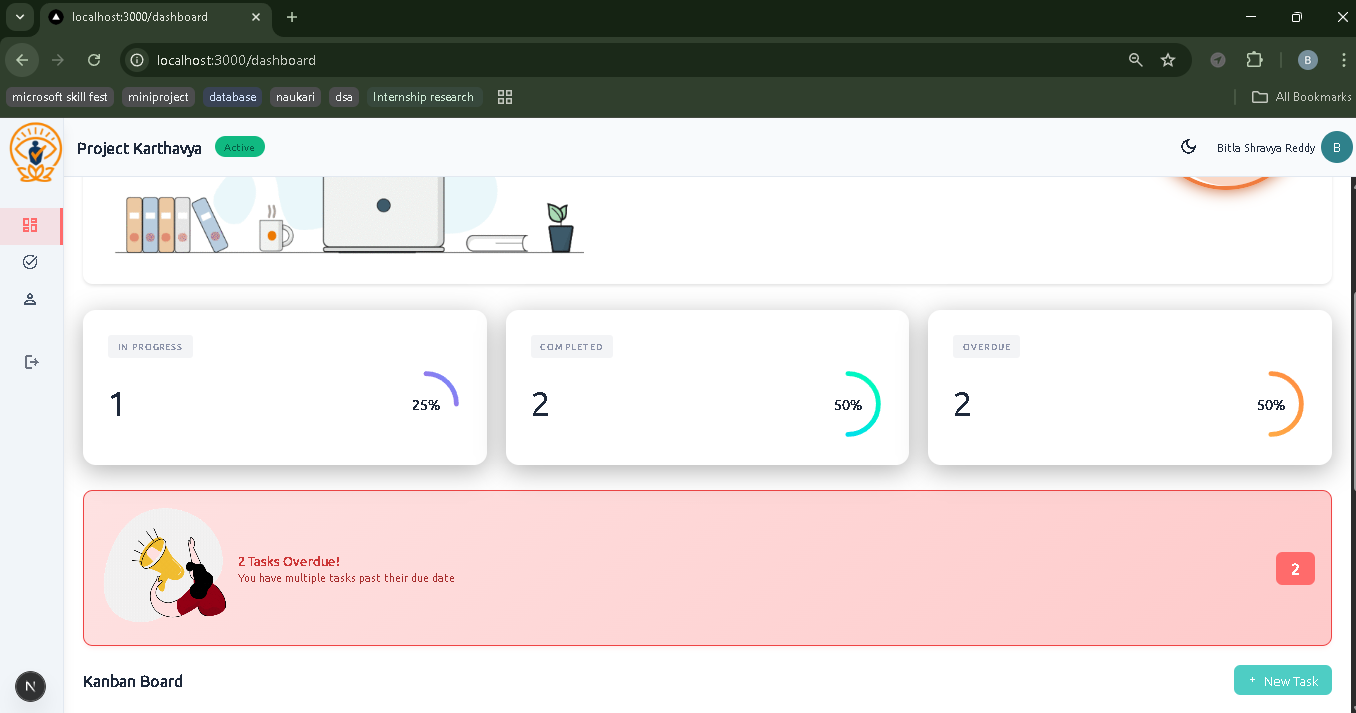 localhost:3000/dashboard
localhost:3000/dashboard
B
microsoft skill fest
miniproject
database
naukari
dsa
Internship research
All Bookmarks
Project Karthavya
Active
Bitla Shravya Reddy
B
IN PROGRESS
1
25%
COMPLETED
2
50%
OVERDUE
2
50%
2 Tasks Overdue!
You have multiple tasks past their due date
2
Kanban Board
+ New Task
N